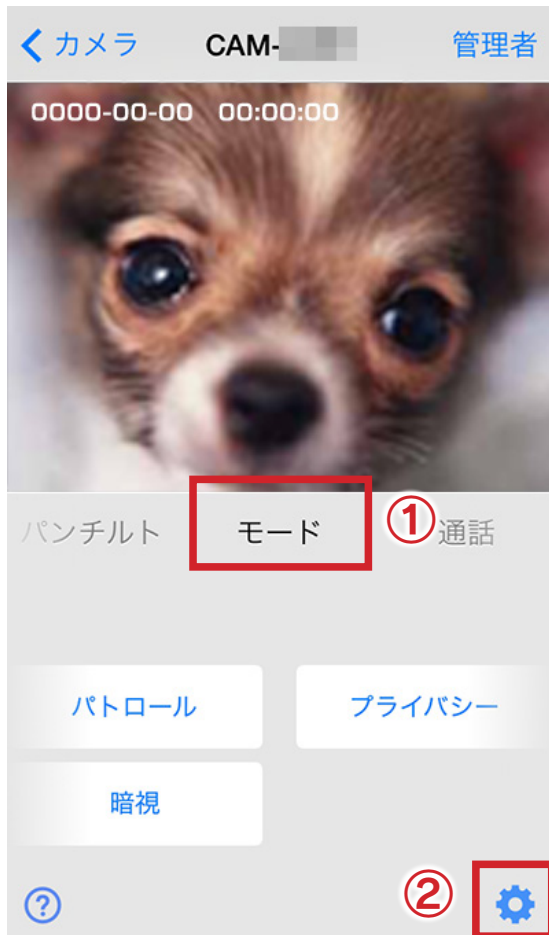 カメラ CAM- 管理者
0000-00-00 00:00:00
パンチルト モード ① 通話
パトロール プライバシー
暗視
? ②